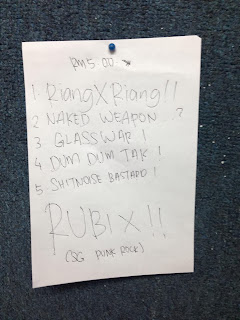 RM5.00
1. RiangXRiang!!
2 NAKED WEAPON...?
3 GLASSWAR!
4 DUM DUM TAK!
5 SHITNOISE BASTARD!
RUBIX!!
(SG PUNK ROCK)